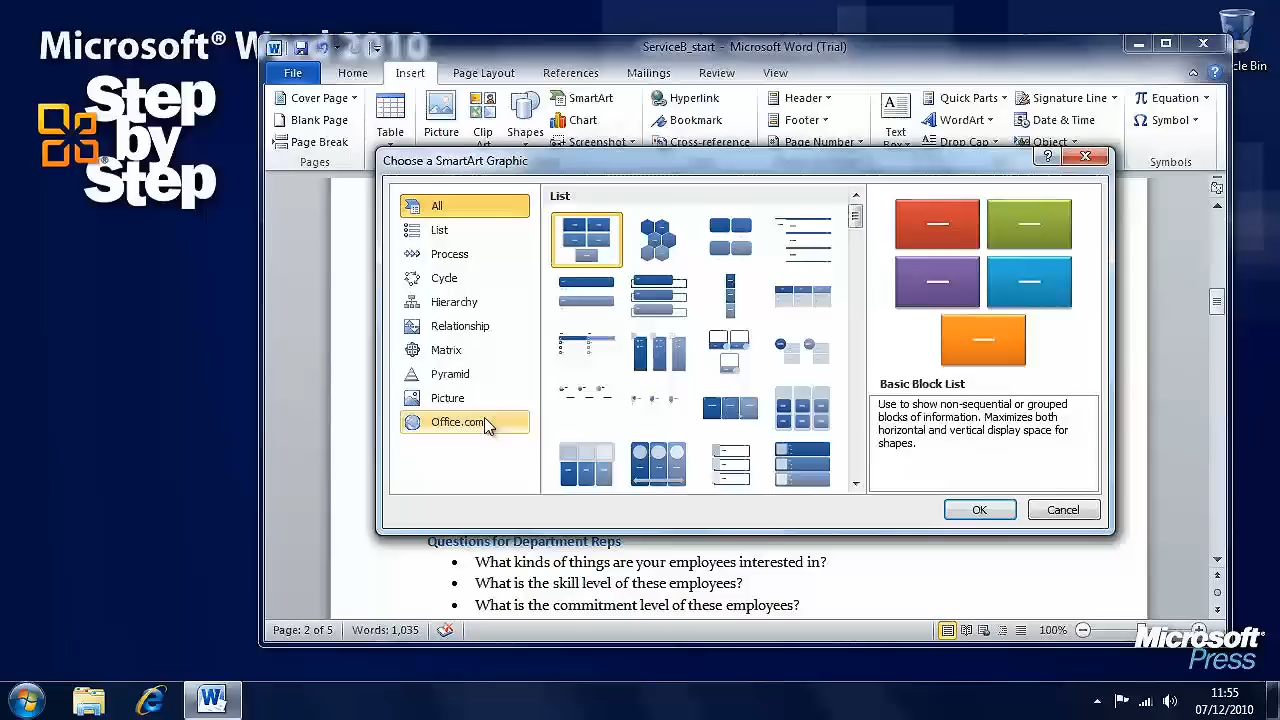 Microsoft® Word 2010
Step
by
Step
ServiceB_start - Microsoft Word (Trial)
cle Bin
File Home Insert Page Layout References Mailings Review View
Cover Page
Blank Page
Page Break
Pages
Table
Picture
Clip
Art
Shapes
SmartArt
Chart
Screenshot
Hyperlink
Bookmark
Cross-reference
Header
Footer
Page Number
Text
Box
Quick Parts
WordArt
Drop Cap
Signature Line
Date & Time
Object
Equation
Symbol
Symbols
Choose a SmartArt Graphic
All
List
Process
Cycle
Hierarchy
Relationship
Matrix
Pyramid
Picture
Office.com
List
Basic Block List
Use to show non-sequential or grouped
blocks of information. Maximizes both
horizontal and vertical display space for
shapes.
OK Cancel
Questions for Department Reps
• What kinds of things are your employees interested in?
• What is the skill level of these employees?
• What is the commitment level of these employees?
Page: 2 of 5 Words: 1,035 100%
Microsoft®
Press
11:55
07/12/2010